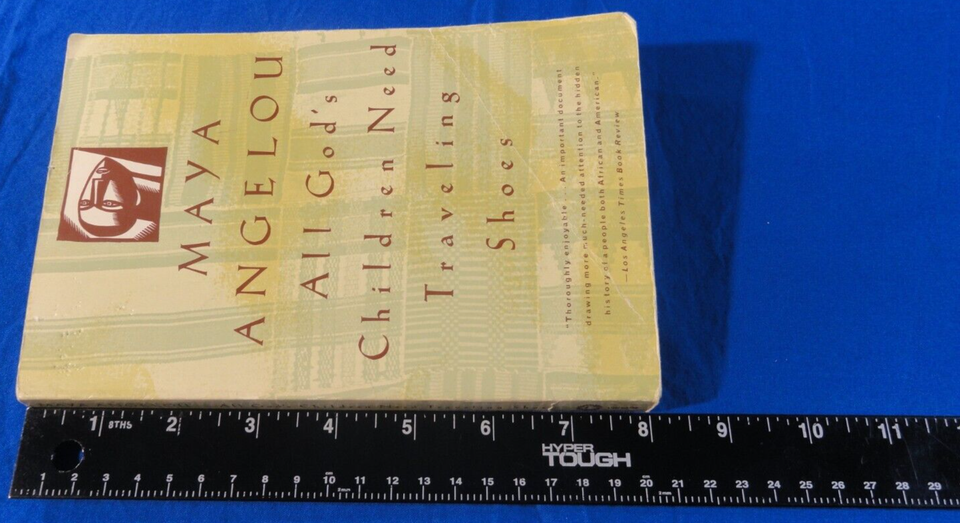 MAYA
ANGELOU
All God's
Children Need
Traveling
Shoes
"Thoroughly enjoyable . . . An important document
drawing more much-needed attention to the hidden
history of a people both African and American."
—Los Angeles Times Book Review
1 8THS 2 3 4 5 6 7 8 9 10 11
HYPER
TOUGH
1 2 3 4 5 6 7 8 9 10 11 12 13 14 15 16 17 18 19 20 21 22 23 24 25 26 27 28 29